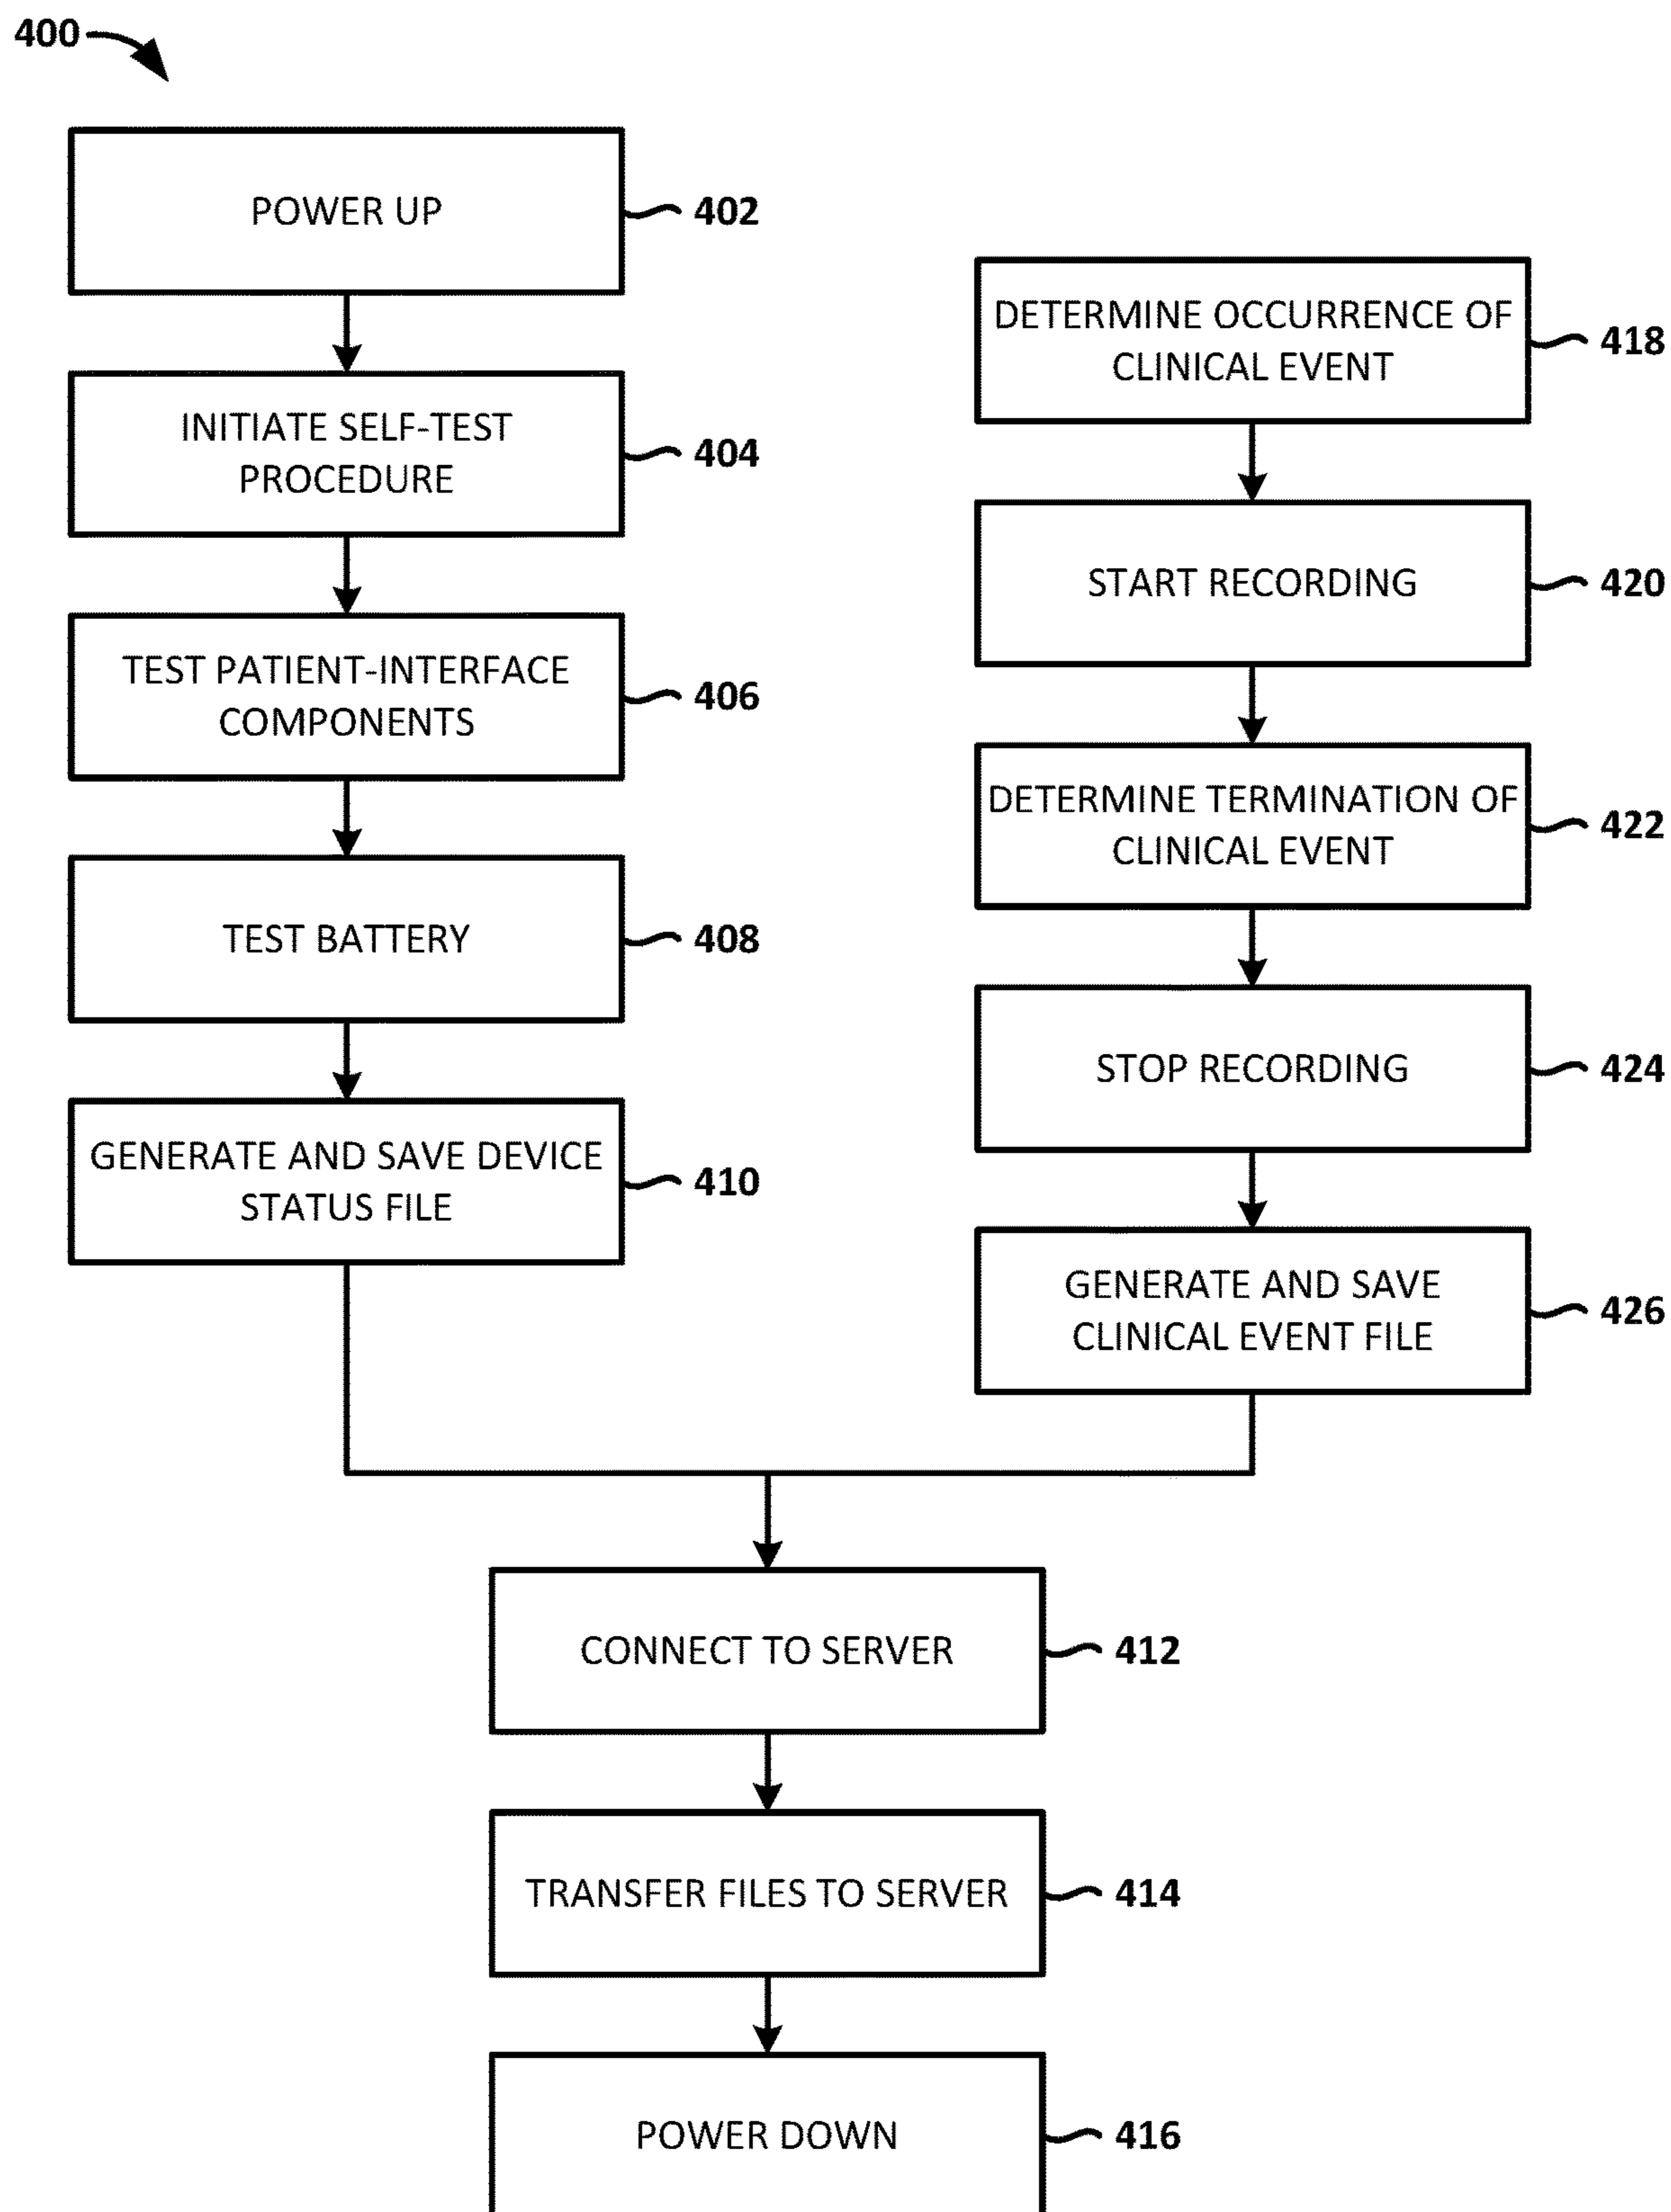 400
POWER UP
402
INITIATE SELF-TEST
PROCEDURE
404
TEST PATIENT-INTERFACE
COMPONENTS
406
TEST BATTERY
408
GENERATE AND SAVE DEVICE
STATUS FILE
410
DETERMINE OCCURRENCE OF
CLINICAL EVENT
418
START RECORDING
420
DETERMINE TERMINATION OF
CLINICAL EVENT
422
STOP RECORDING
424
GENERATE AND SAVE
CLINICAL EVENT FILE
426
CONNECT TO SERVER
412
TRANSFER FILES TO SERVER
414
POWER DOWN
416